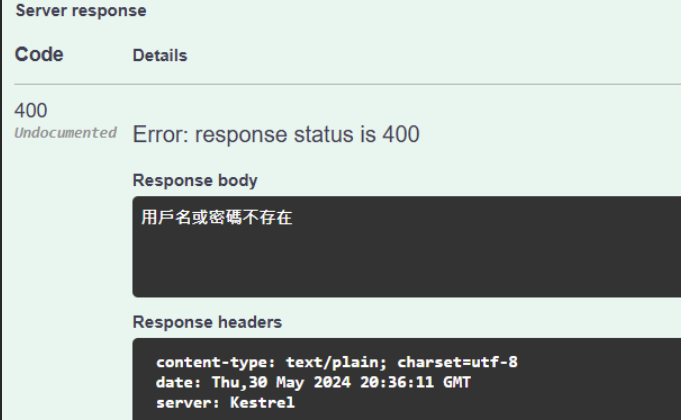 Server response
Code Details
400
Undocumented
Error: response status is 400
Response body
用戶名或密碼不存在
Response headers
content-type: text/plain; charset=utf-8
date: Thu,30 May 2024 20:36:11 GMT
server: Kestrel